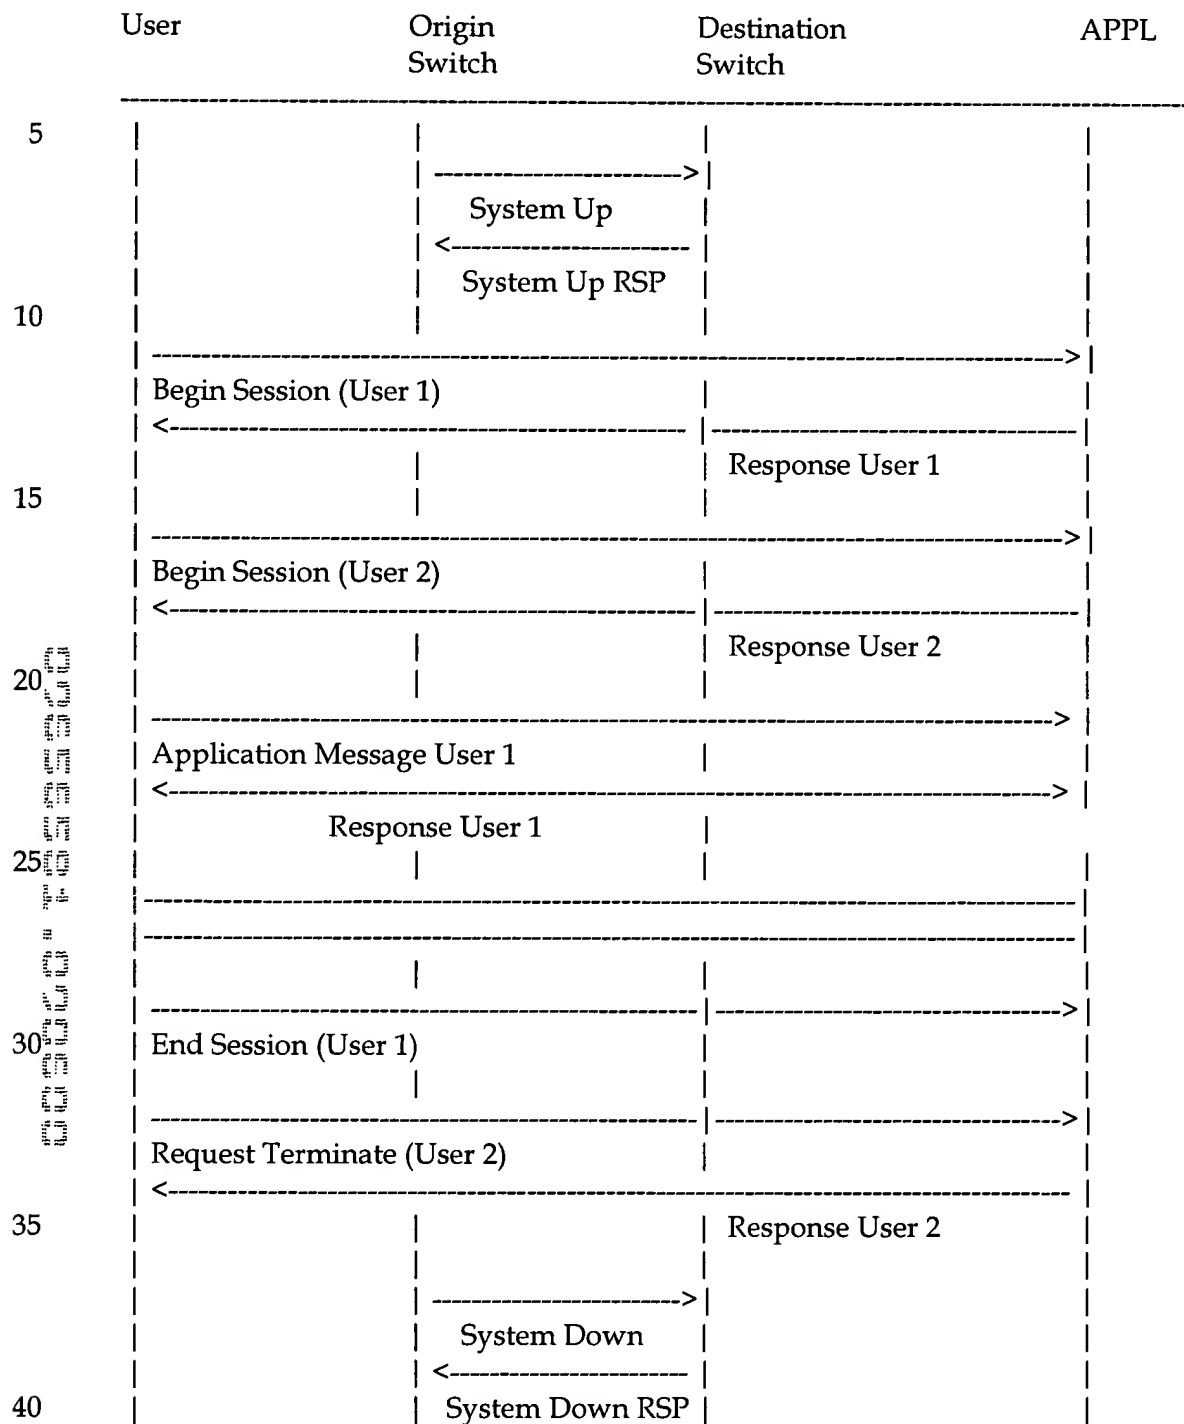 User Origin Destination APPL
Switch Switch
5
System Up
System Up RSP
10
Begin Session (User 1)
Response User 1
15
Begin Session (User 2)
Response User 2
20
Application Message User 1
Response User 1
25
30 End Session (User 1)
Request Terminate (User 2)
35 Response User 2
System Down
40 System Down RSP